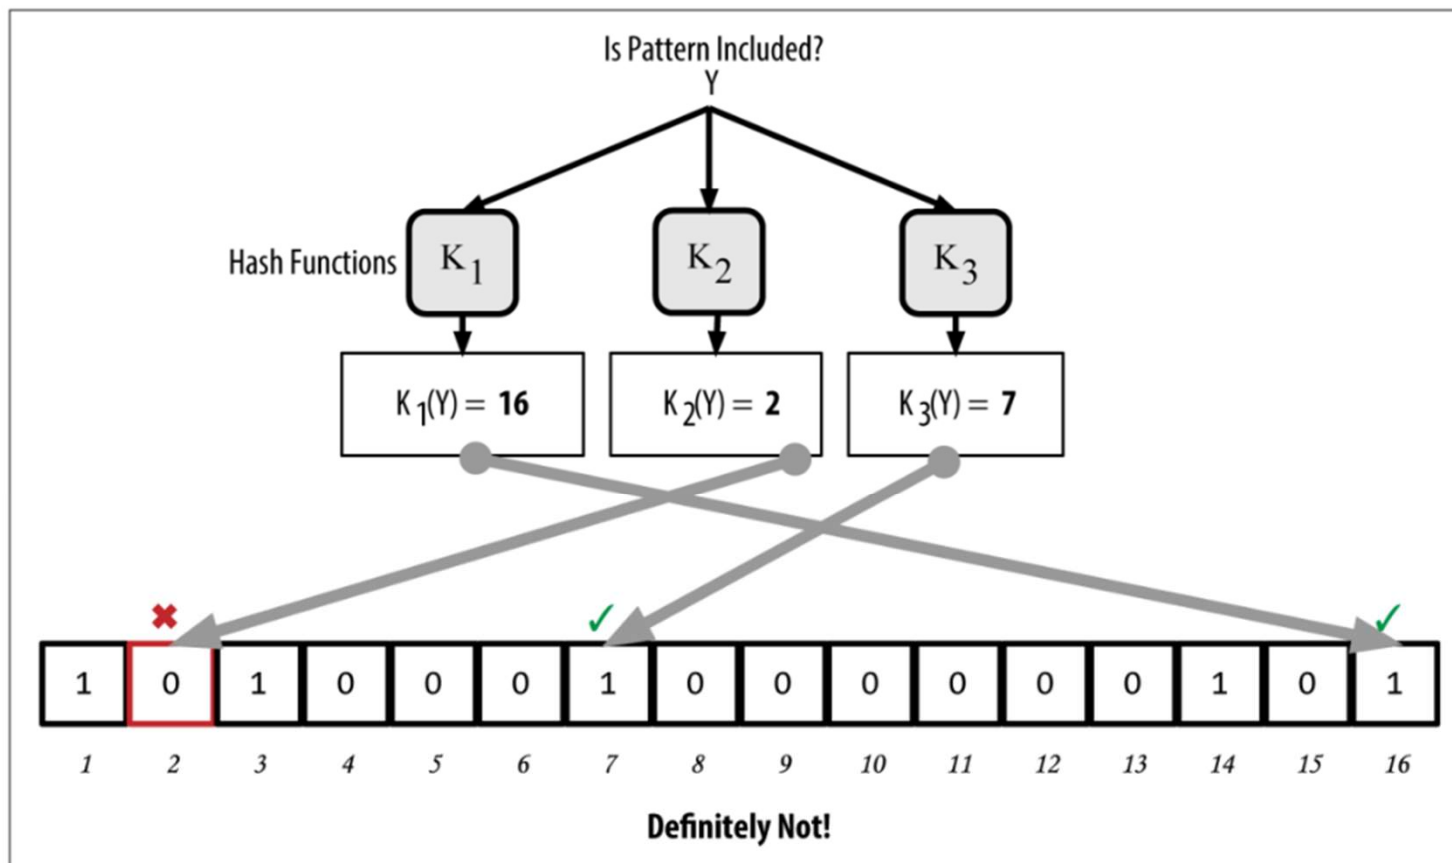 Is Pattern Included?
Y
Hash Functions K1 K2 K3
K1(Y) = 16 K2(Y) = 2 K3(Y) = 7
✖ ✓ ✓
1 0 1 0 0 0 1 0 0 0 0 0 0 1 0 1
1 2 3 4 5 6 7 8 9 10 11 12 13 14 15 16
Definitely Not!